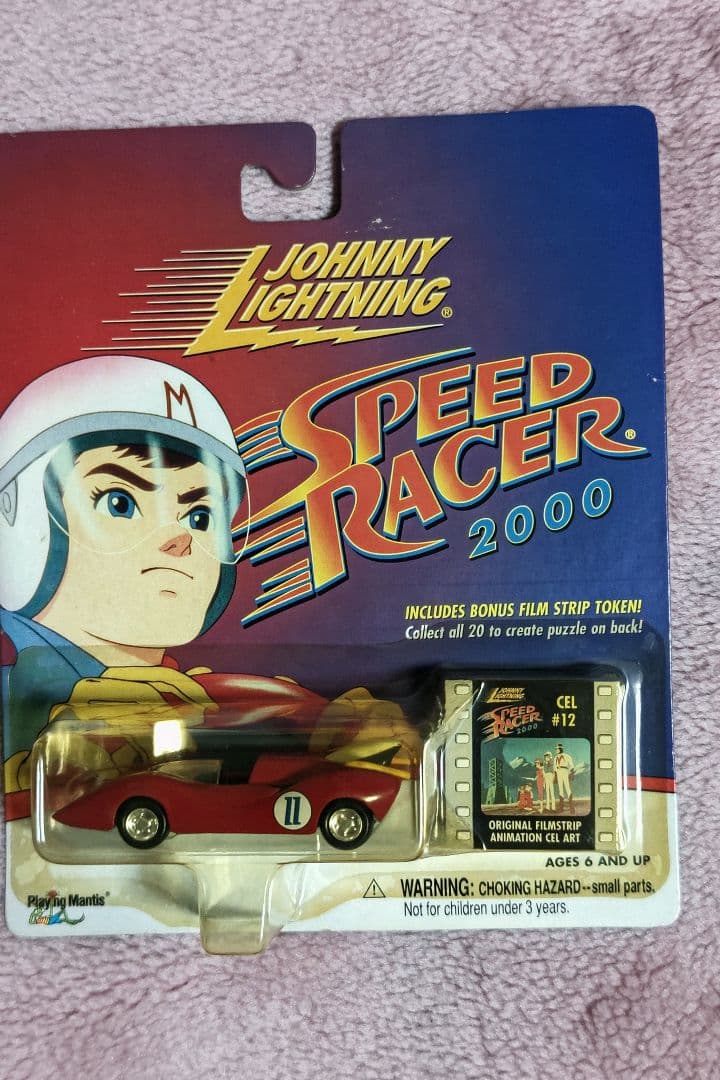 JOHNNY
LIGHTNING®
M
SPEED
RACER®
2000
INCLUDES BONUS FILM STRIP TOKEN!
Collect all 20 to create puzzle on back!
JOHNNY
LIGHTNING
SPEED
RACER
2000
CEL
#12
11
ORIGINAL FILMSTRIP
ANIMATION CEL ART
AGES 6 AND UP
Playing Mantis®
WARNING: CHOKING HAZARD--small parts.
Not for children under 3 years.